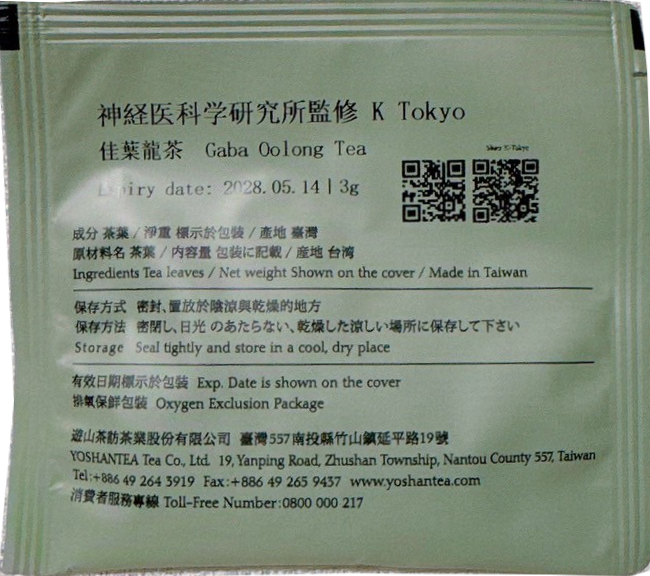 神経医科学研究所監修 K Tokyo
佳葉龍茶 Gaba Oolong Tea
Expiry date: 2028.05.14 | 3g
成分 茶葉 / 淨重 標示於包裝 / 產地 臺灣
原材料名 茶葉 / 内容量 包装に記載 / 産地 台湾
Ingredients Tea leaves / Net weight Shown on the cover / Made in Taiwan
保存方式 密封、置放於陰涼與乾燥的地方
保存方法 密閉し、日光 のあたらない、乾燥した涼しい場所に保存して下さい
Storage Seal tightly and store in a cool, dry place
有效日期標示於包裝 Exp. Date is shown on the cover
排氧保鮮包裝 Oxygen Exclusion Package
遊山茶訪茶業股份有限公司 臺灣557南投縣竹山鎮延平路19號
YOSHANTEA Tea Co., Ltd. 19, Yanping Road, Zhushan Township, Nantou County 557, Taiwan
Tel:+886 49 264 3919 Fax:+886 49 265 9437 www.yoshantea.com
消費者服務專線 Toll-Free Number:0800 000 217